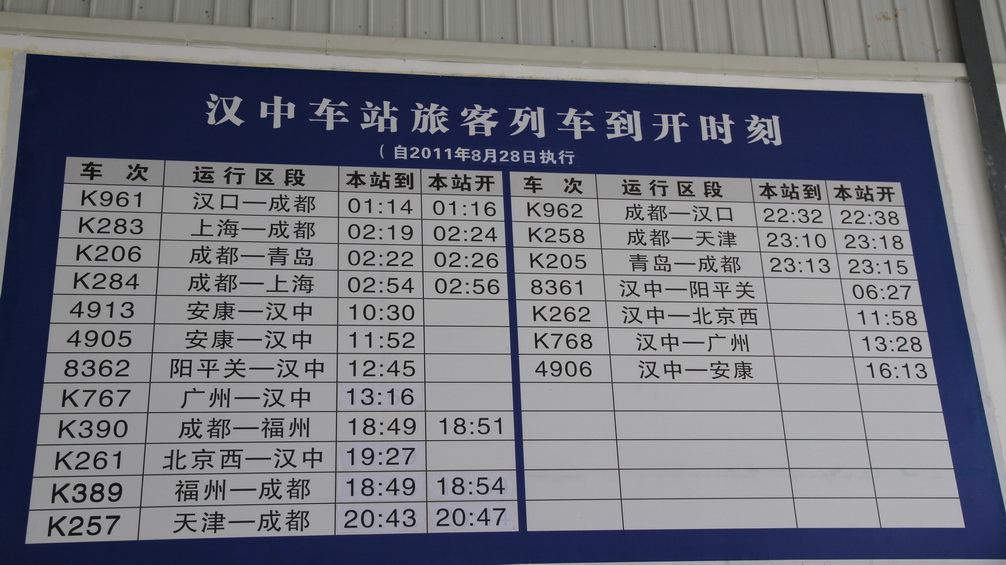 汉中车站旅客列车到开时刻
（自2011年8月28日执行
车 次 运行区段 本站到 本站开
K961 汉口—成都 01:14 01:16
K283 上海—成都 02:19 02:24
K206 成都—青岛 02:22 02:26
K284 成都—上海 02:54 02:56
4913 安康—汉中 10:30
4905 安康—汉中 11:52
8362 阳平关—汉中 12:45
K767 广州—汉中 13:16
K390 成都—福州 18:49 18:51
K261 北京西—汉中 19:27
K389 福州—成都 18:49 18:54
K257 天津—成都 20:43 20:47
车 次 运行区段 本站到 本站开
K962 成都—汉口 22:32 22:38
K258 成都—天津 23:10 23:18
K205 青岛—成都 23:13 23:15
8361 汉中—阳平关 06:27
K262 汉中—北京西 11:58
K768 汉中—广州 13:28
4906 汉中—安康 16:13